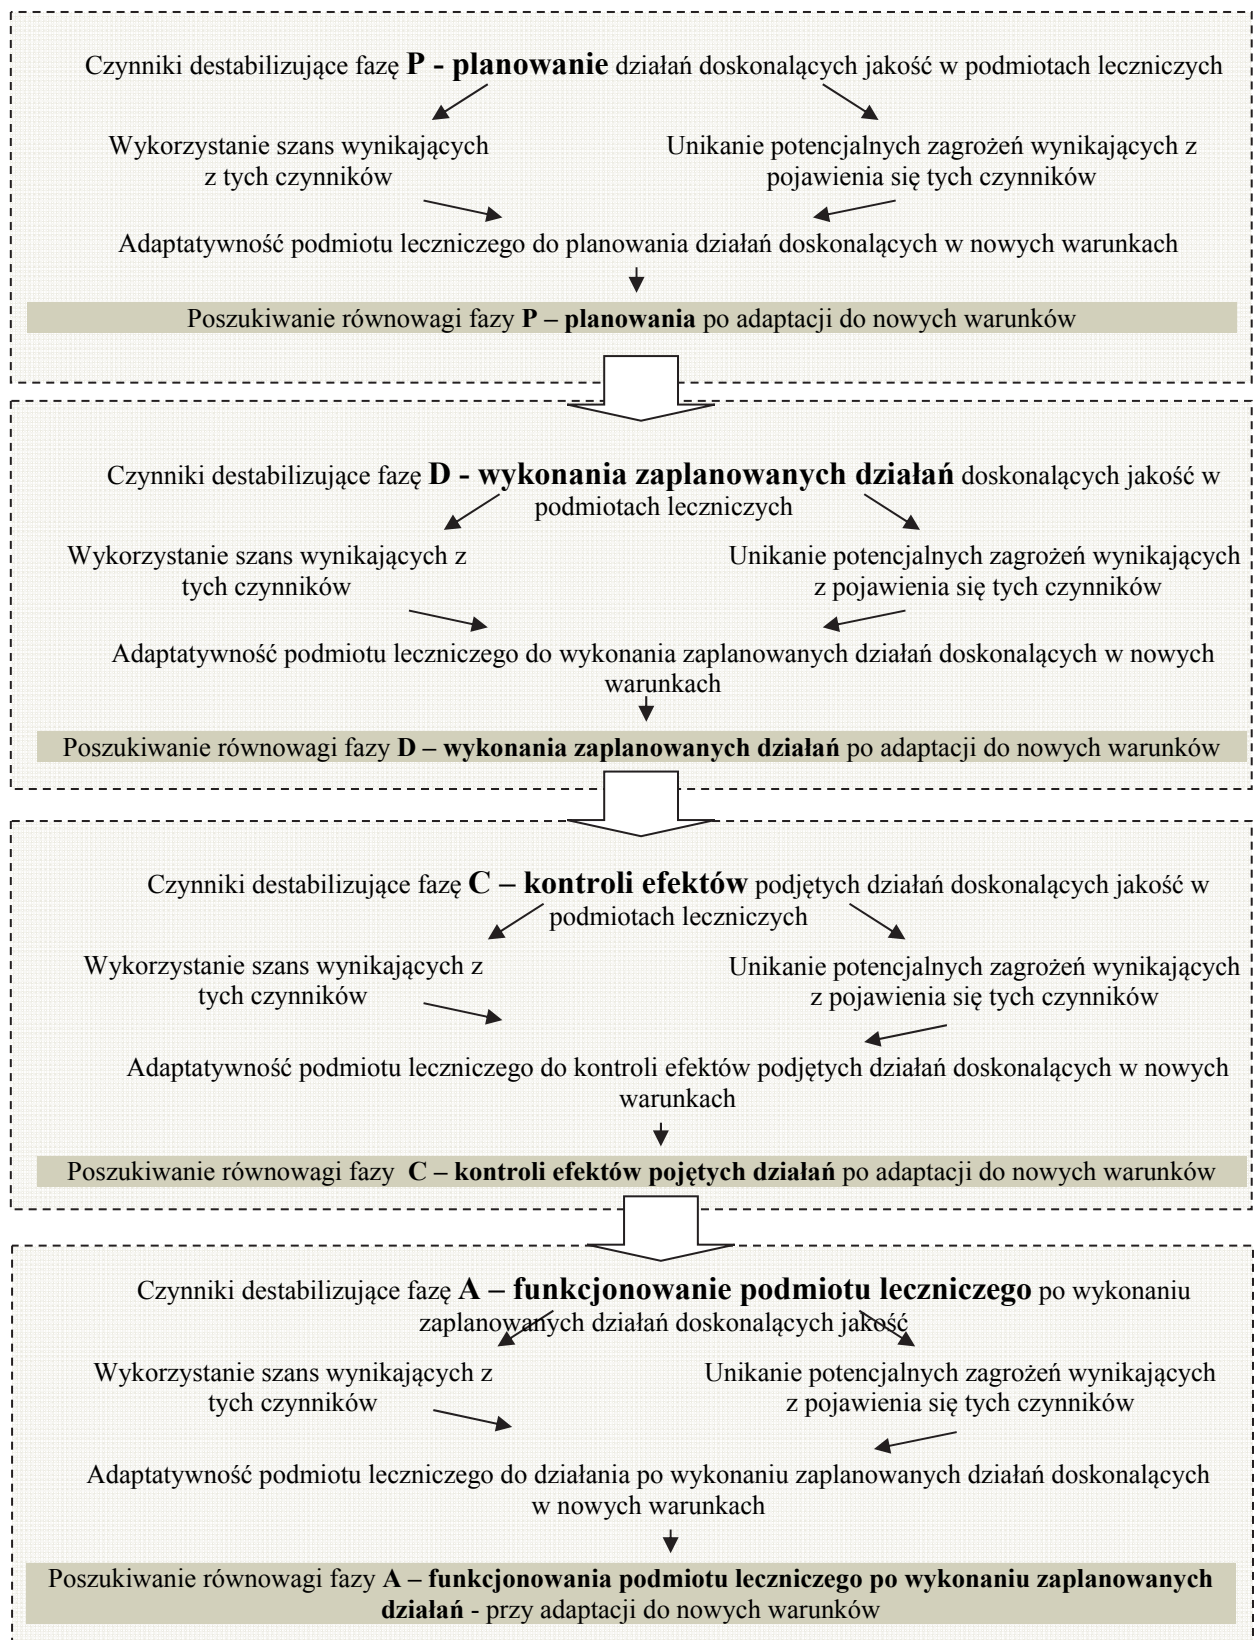 Czynniki destabilizujące fazę P - planowanie działań doskonalących jakość w podmiotach leczniczych
Wykorzystanie szans wynikających
z tych czynników
Unikanie potencjalnych zagrożeń wynikających z
pojawienia się tych czynników
Adaptatywność podmiotu leczniczego do planowania działań doskonalących w nowych warunkach
Poszukiwanie równowagi fazy P – planowania po adaptacji do nowych warunków
Czynniki destabilizujące fazę D - wykonania zaplanowanych działań doskonalących jakość w
podmiotach leczniczych
Wykorzystanie szans wynikających z
tych czynników
Unikanie potencjalnych zagrożeń wynikających
z pojawienia się tych czynników
Adaptatywność podmiotu leczniczego do wykonania zaplanowanych działań doskonalących w nowych
warunkach
Poszukiwanie równowagi fazy D – wykonania zaplanowanych działań po adaptacji do nowych warunków
Czynniki destabilizujące fazę C – kontroli efektów podjętych działań doskonalących jakość w
podmiotach leczniczych
Wykorzystanie szans wynikających z
tych czynników
Unikanie potencjalnych zagrożeń wynikających
z pojawienia się tych czynników
Adaptatywność podmiotu leczniczego do kontroli efektów podjętych działań doskonalących w nowych
warunkach
Poszukiwanie równowagi fazy C – kontroli efektów pojętych działań po adaptacji do nowych warunków
Czynniki destabilizujące fazę A – funkcjonowanie podmiotu leczniczego po wykonaniu
zaplanowanych działań doskonalących jakość
Wykorzystanie szans wynikających z
tych czynników
Unikanie potencjalnych zagrożeń wynikających
z pojawienia się tych czynników
Adaptatywność podmiotu leczniczego do działania po wykonaniu zaplanowanych działań doskonalących
w nowych warunkach
Poszukiwanie równowagi fazy A – funkcjonowania podmiotu leczniczego po wykonaniu zaplanowanych
działań - przy adaptacji do nowych warunków